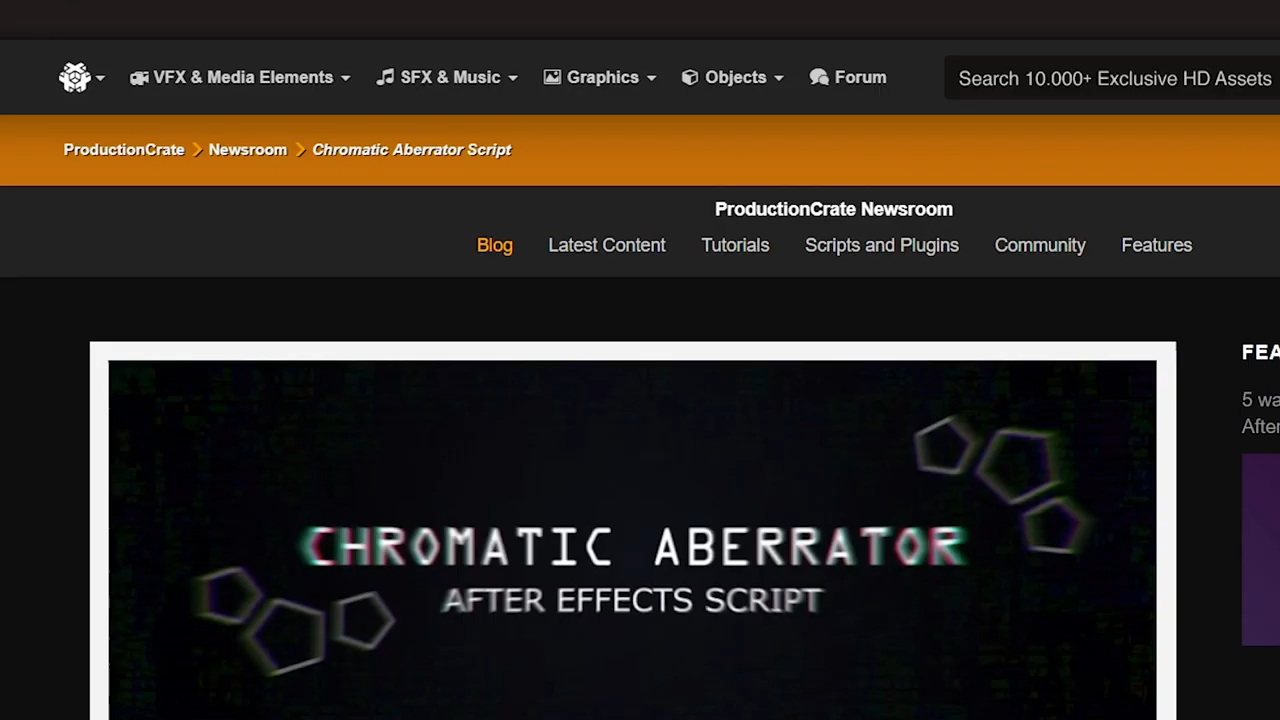 VFX & Media Elements SFX & Music Graphics Objects Forum Search 10.000+ Exclusive HD Assets
ProductionCrate Newsroom Chromatic Aberrator Script
ProductionCrate Newsroom
Blog Latest Content Tutorials Scripts and Plugins Community Features
CHROMATIC ABERRATOR
AFTER EFFECTS SCRIPT
5